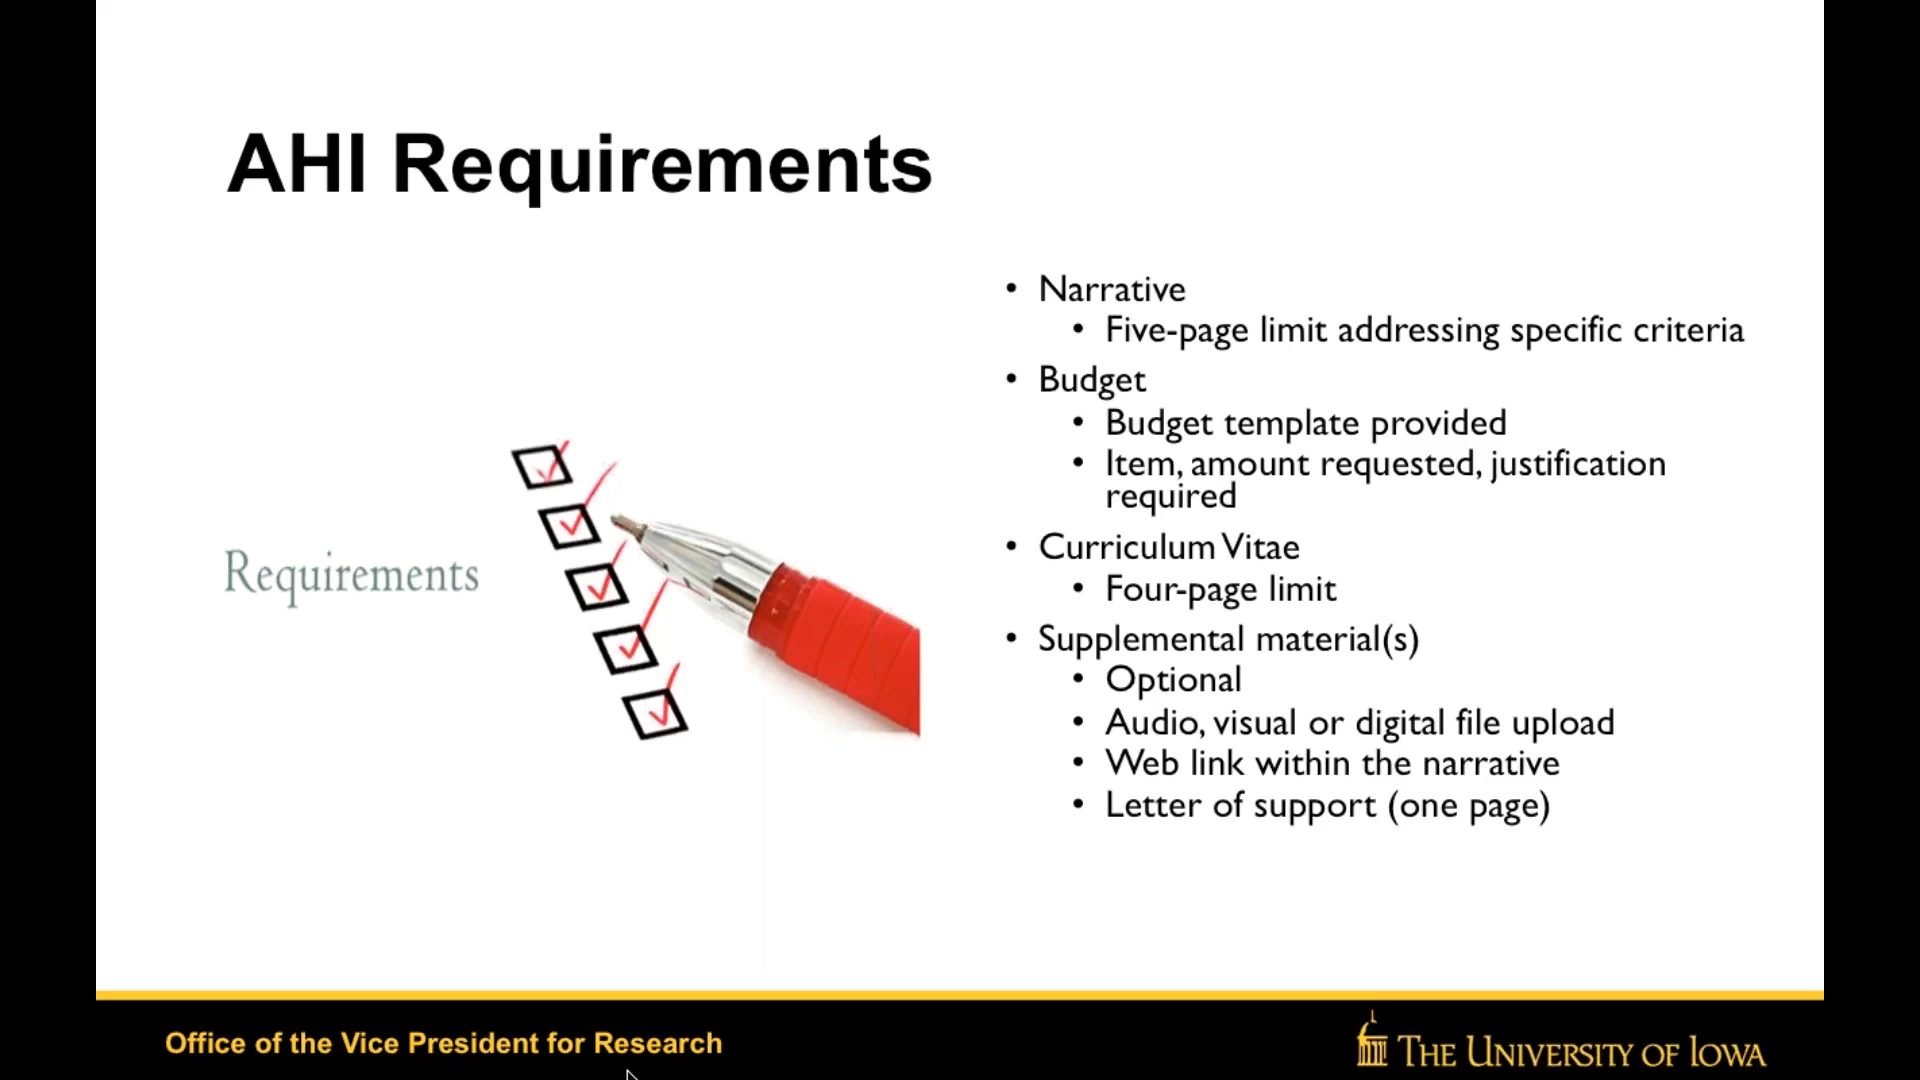 AHI Requirements
Requirements
• Narrative
• Five-page limit addressing specific criteria
• Budget
• Budget template provided
• Item, amount requested, justification
required
• Curriculum Vitae
• Four-page limit
• Supplemental material(s)
• Optional
• Audio, visual or digital file upload
• Web link within the narrative
• Letter of support (one page)
Office of the Vice President for Research
THE UNIVERSITY OF IOWA